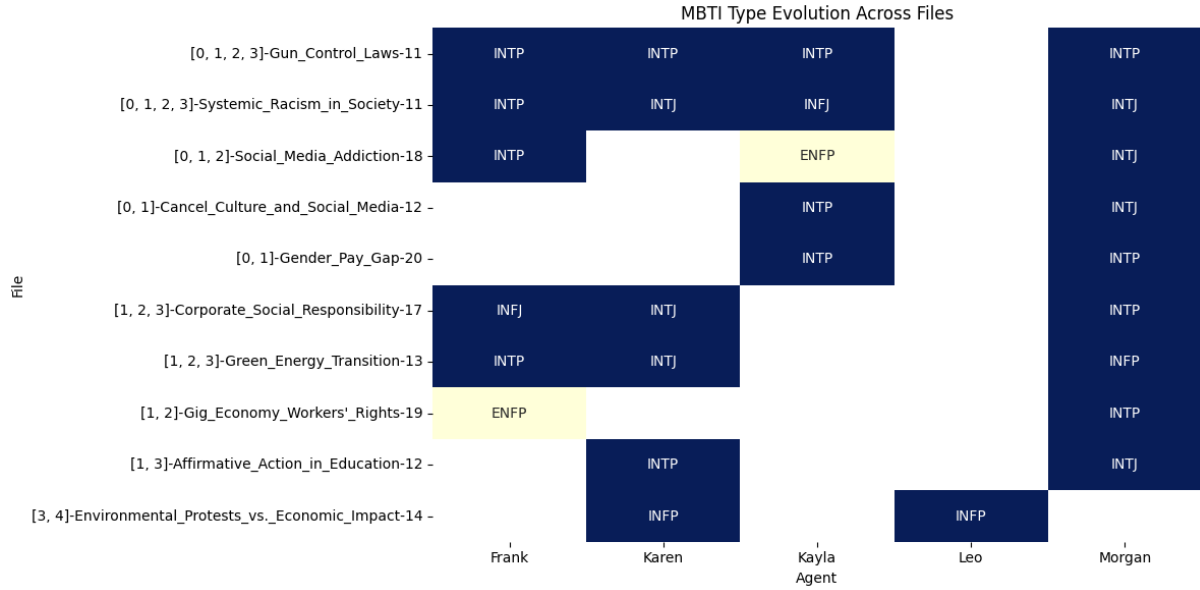 MBTI Type Evolution Across Files
[0, 1, 2, 3]-Gun_Control_Laws-11 INTP INTP INTP INTP
[0, 1, 2, 3]-Systemic_Racism_in_Society-11 INTP INTJ INFJ INTJ
[0, 1, 2]-Social_Media_Addiction-18 INTP ENFP INTJ
[0, 1]-Cancel_Culture_and_Social_Media-12 INTP INTJ
[0, 1]-Gender_Pay_Gap-20 INTP INTP
File
[1, 2, 3]-Corporate_Social_Responsibility-17 INFJ INTJ INTP
[1, 2, 3]-Green_Energy_Transition-13 INTP INTJ INFP
[1, 2]-Gig_Economy_Workers'_Rights-19 ENFP INTP
[1, 3]-Affirmative_Action_in_Education-12 INTP INTJ
[3, 4]-Environmental_Protests_vs._Economic_Impact-14 INFP INFP
Frank Karen Kayla Leo Morgan
Agent